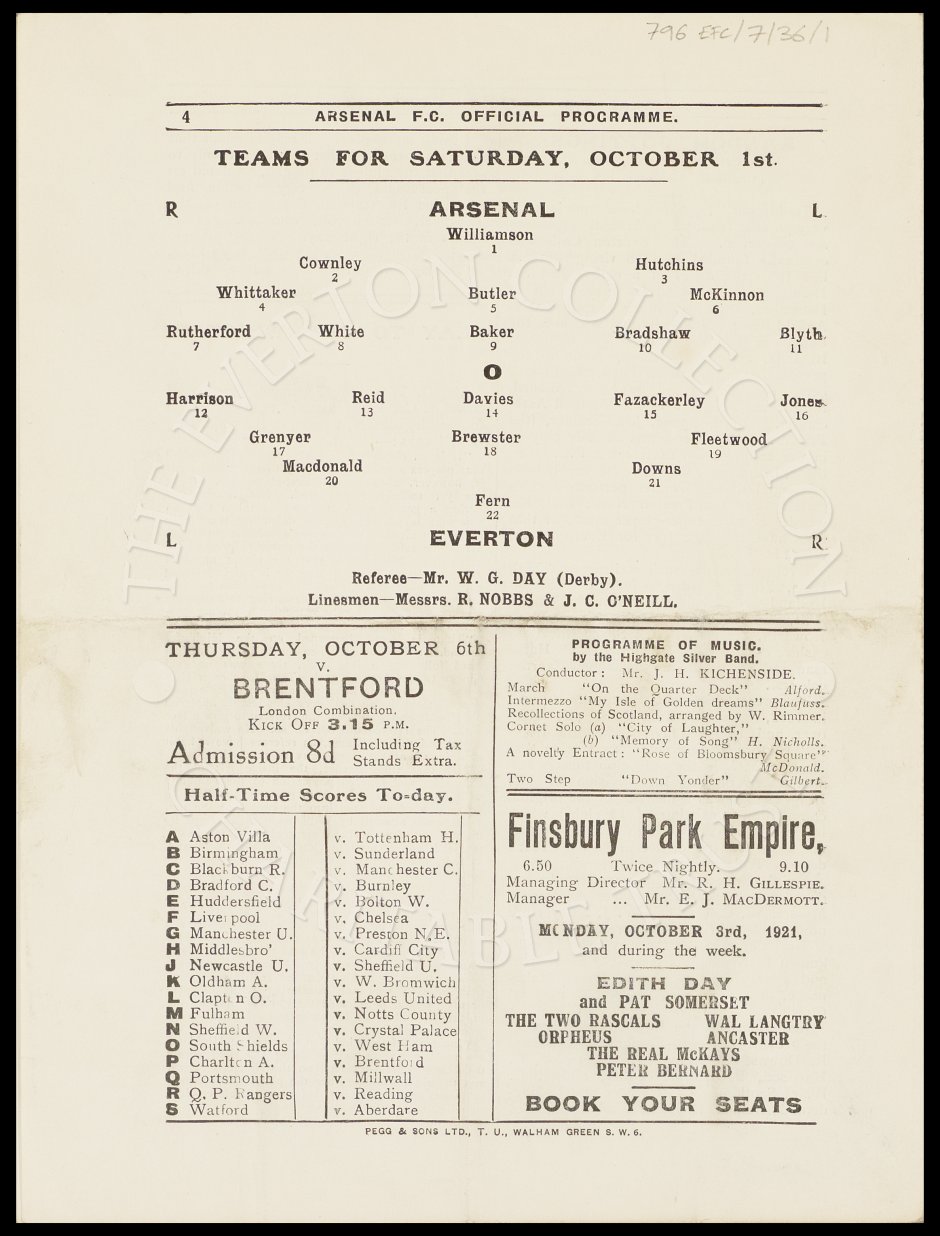 796 EFC/7/36/1
4 ARSENAL F.C. OFFICIAL PROGRAMME.
TEAMS FOR SATURDAY, OCTOBER 1st.
R ARSENAL L
Williamson
1
Cownley Hutchins
2 3
Whittaker Butler McKinnon
4 5 6
Rutherford White Baker Bradshaw Blyth
7 8 9 10 11
O
Harrison Reid Davies Fazackerley Jones
12 13 14 15 16
Grenyer Brewster Fleetwood
17 18 19
Macdonald Downs
20 21
Fern
22
L EVERTON R
Referee—Mr. W. G. DAY (Derby).
Linesmen—Messrs. R. NOBBS & J. C. O'NEILL.
THURSDAY, OCTOBER 6th
V.
BRENTFORD
London Combination.
KICK OFF 3.15 P.M.
Admission 8d Including Tax
Stands Extra.
Half-Time Scores To-day.
A Aston Villa v. Tottenham H.
B Birmingham v. Sunderland
C Blackburn R. v. Manchester C.
D Bradford C. v. Burnley
E Huddersfield v. Bolton W.
F Liverpool v. Chelsea
G Manchester U. v. Preston N.E.
H Middlesbro' v. Cardiff City
J Newcastle U. v. Sheffield U.
K Oldham A. v. W. Bromwich
L Clapton O. v. Leeds United
M Fulham v. Notts County
N Sheffield W. v. Crystal Palace
O South Shields v. West Ham
P Charlton A. v. Brentford
Q Portsmouth v. Millwall
R Q. P. Rangers v. Reading
S Watford v. Aberdare
PROGRAMME OF MUSIC.
by the Highgate Silver Band.
Conductor: Mr. J. H. KICHENSIDE.
March "On the Quarter Deck" Alford.
Intermezzo "My Isle of Golden dreams" Blaufuss.
Recollections of Scotland, arranged by W. Rimmer.
Cornet Solo (a) "City of Laughter,"
(b) "Memory of Song" H. Nicholls.
A novelty Entract: "Rose of Bloomsbury Square"
McDonald.
Two Step "Down Yonder" Gilbert.
Finsbury Park Empire,
6.50 Twice Nightly. 9.10
Managing Director Mr. R. H. GILLESPIE.
Manager ... Mr. E. J. MACDERMOTT.
MONDAY, OCTOBER 3rd, 1921,
and during the week.
EDITH DAY
and PAT SOMERSET
THE TWO RASCALS WAL LANGTRY
ORPHEUS ANCASTER
THE REAL McKAYS
PETER BERNARD
BOOK YOUR SEATS
PEGG & SONS LTD., T. U., WALHAM GREEN S. W. 6.
THE EVERTON COLLECTION
CHARITABLE TRUST